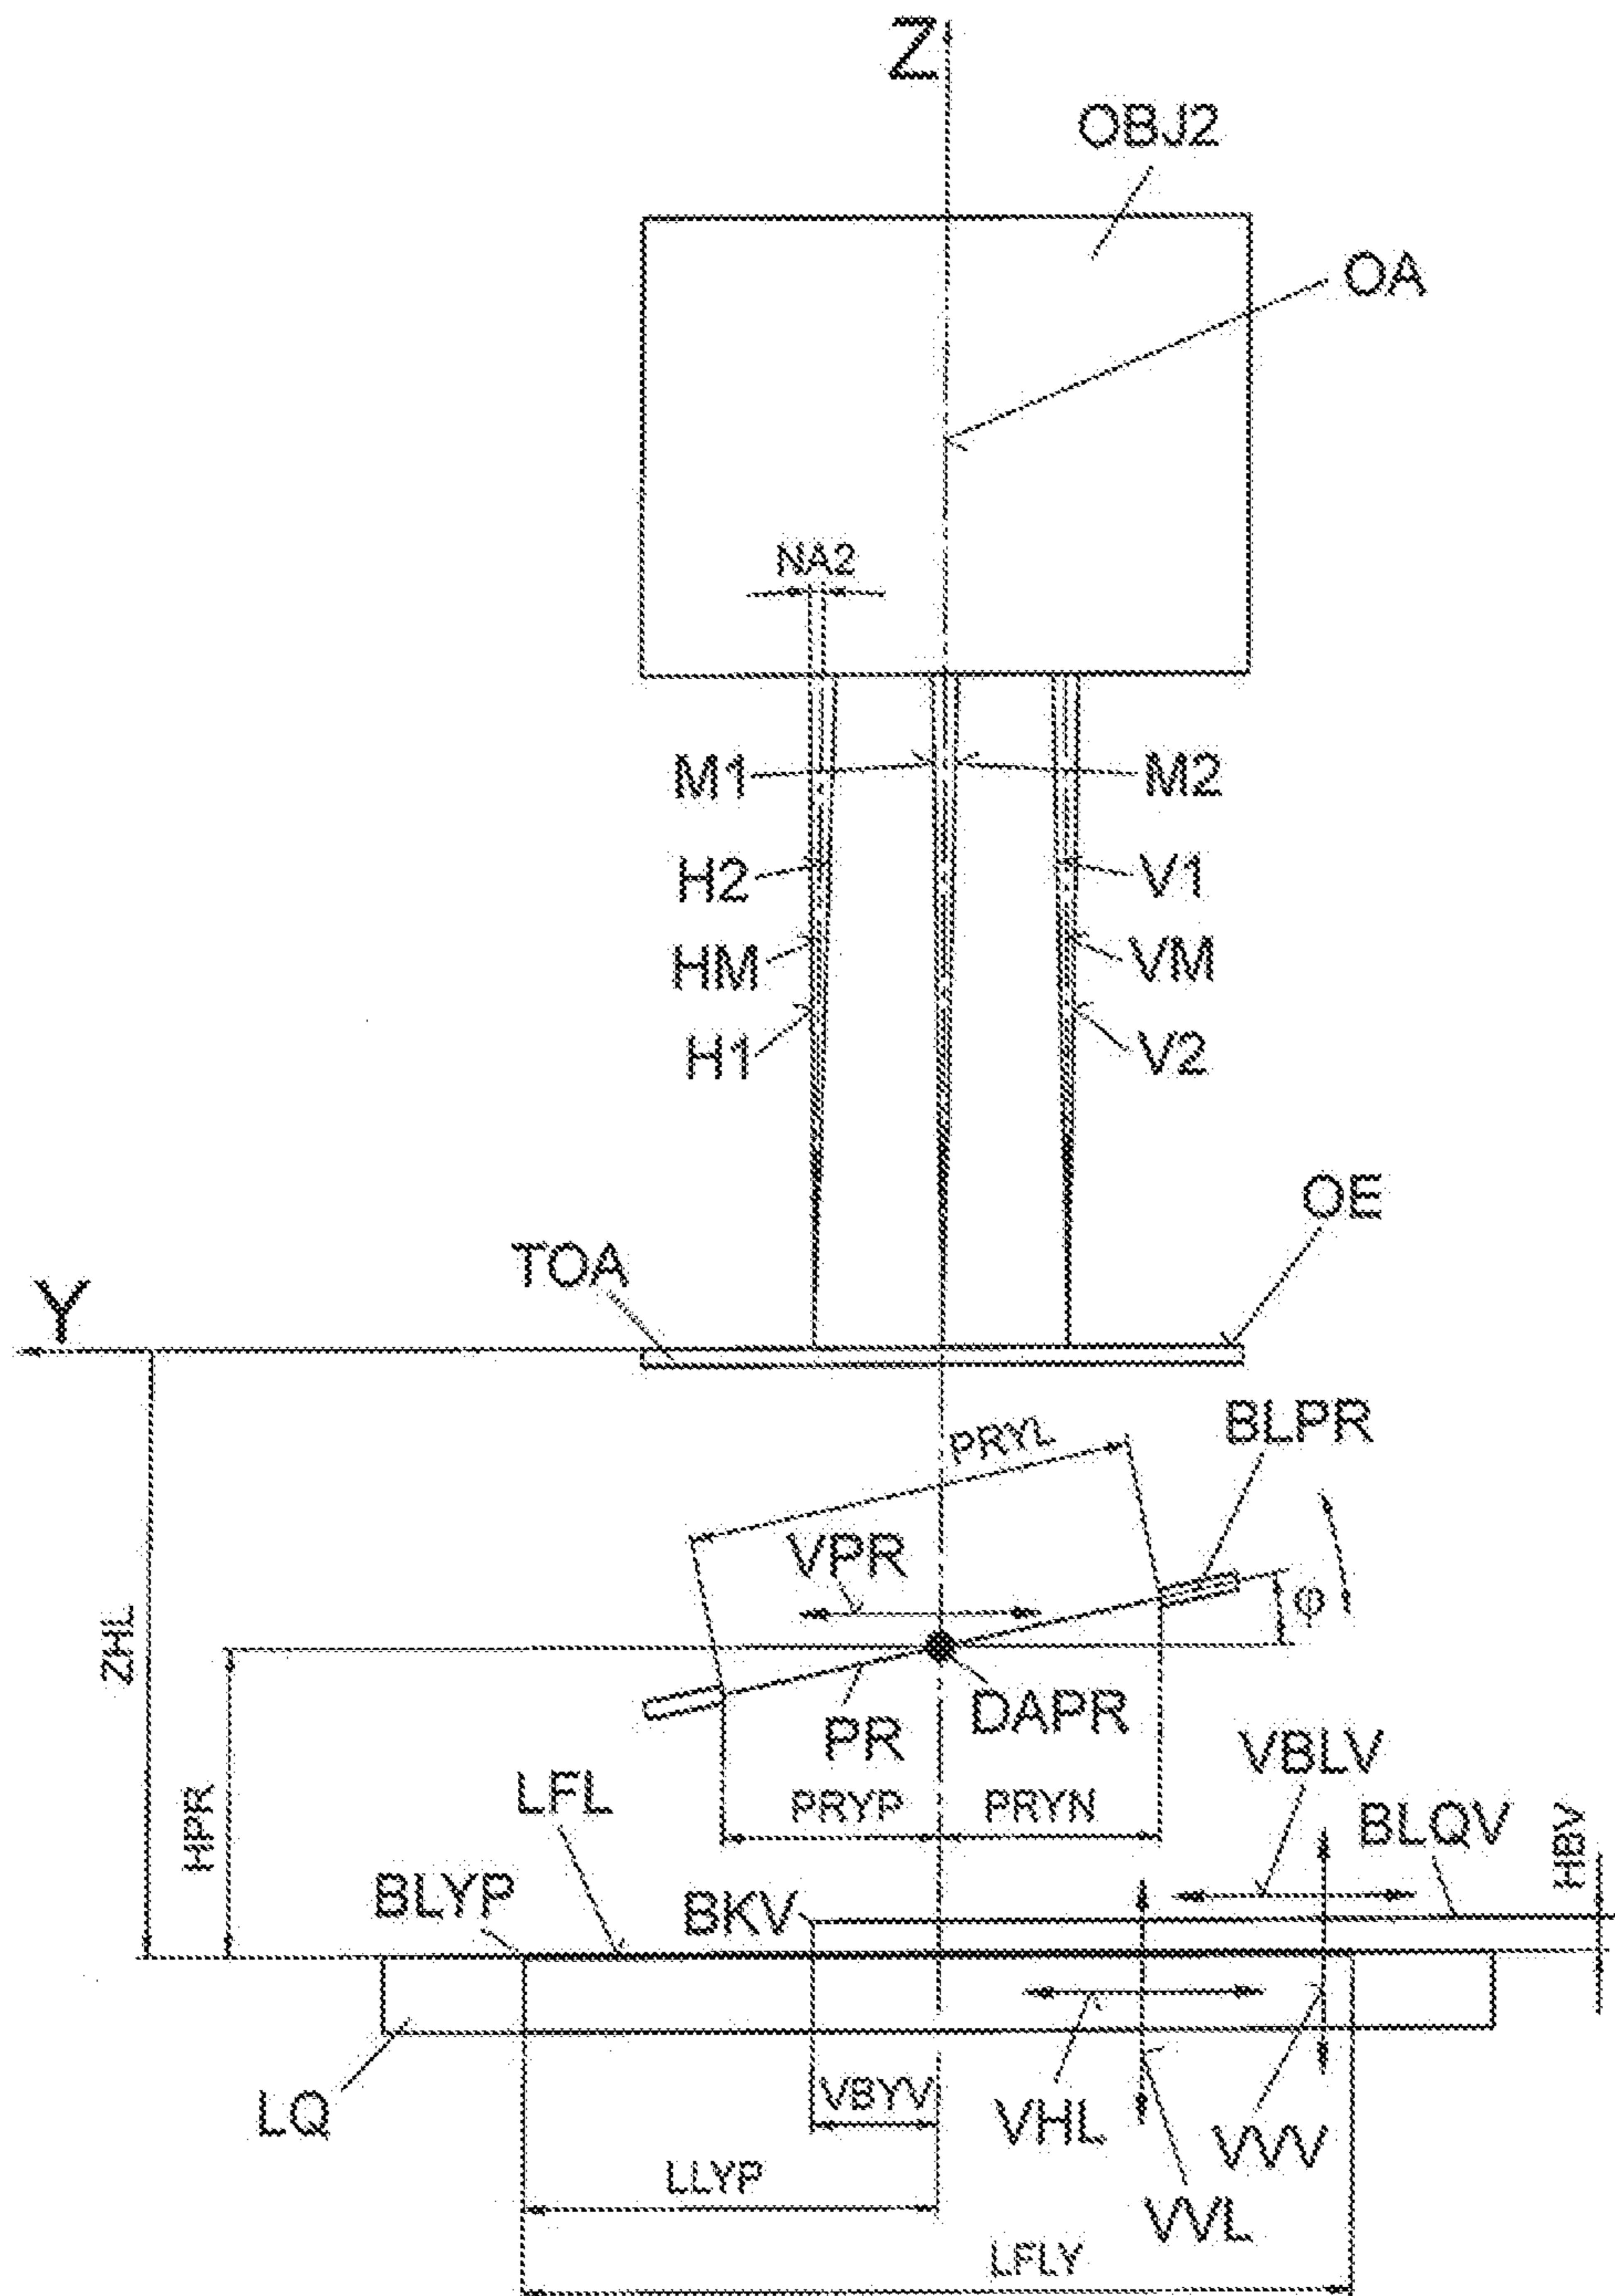 Z
OBJ2
OA
NA2
M1
M2
H2
V1
HM
VM
H1
V2
OE
TOA
Y
BLPR
PRYL
VPR
φ
ZHL
DAPR
PR
VBLV
HPR
LFL
PRYP
PRYN
BLQV
HBV
BLYP
BKV
LQ
VBYV
VHL
VVV
LLYP
VVL
LFLY